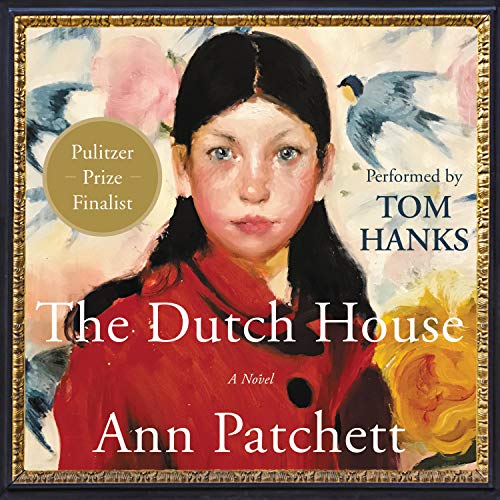 Pulitzer
Prize
Finalist
Performed by
TOM
HANKS
The Dutch House
A Novel
Ann Patchett